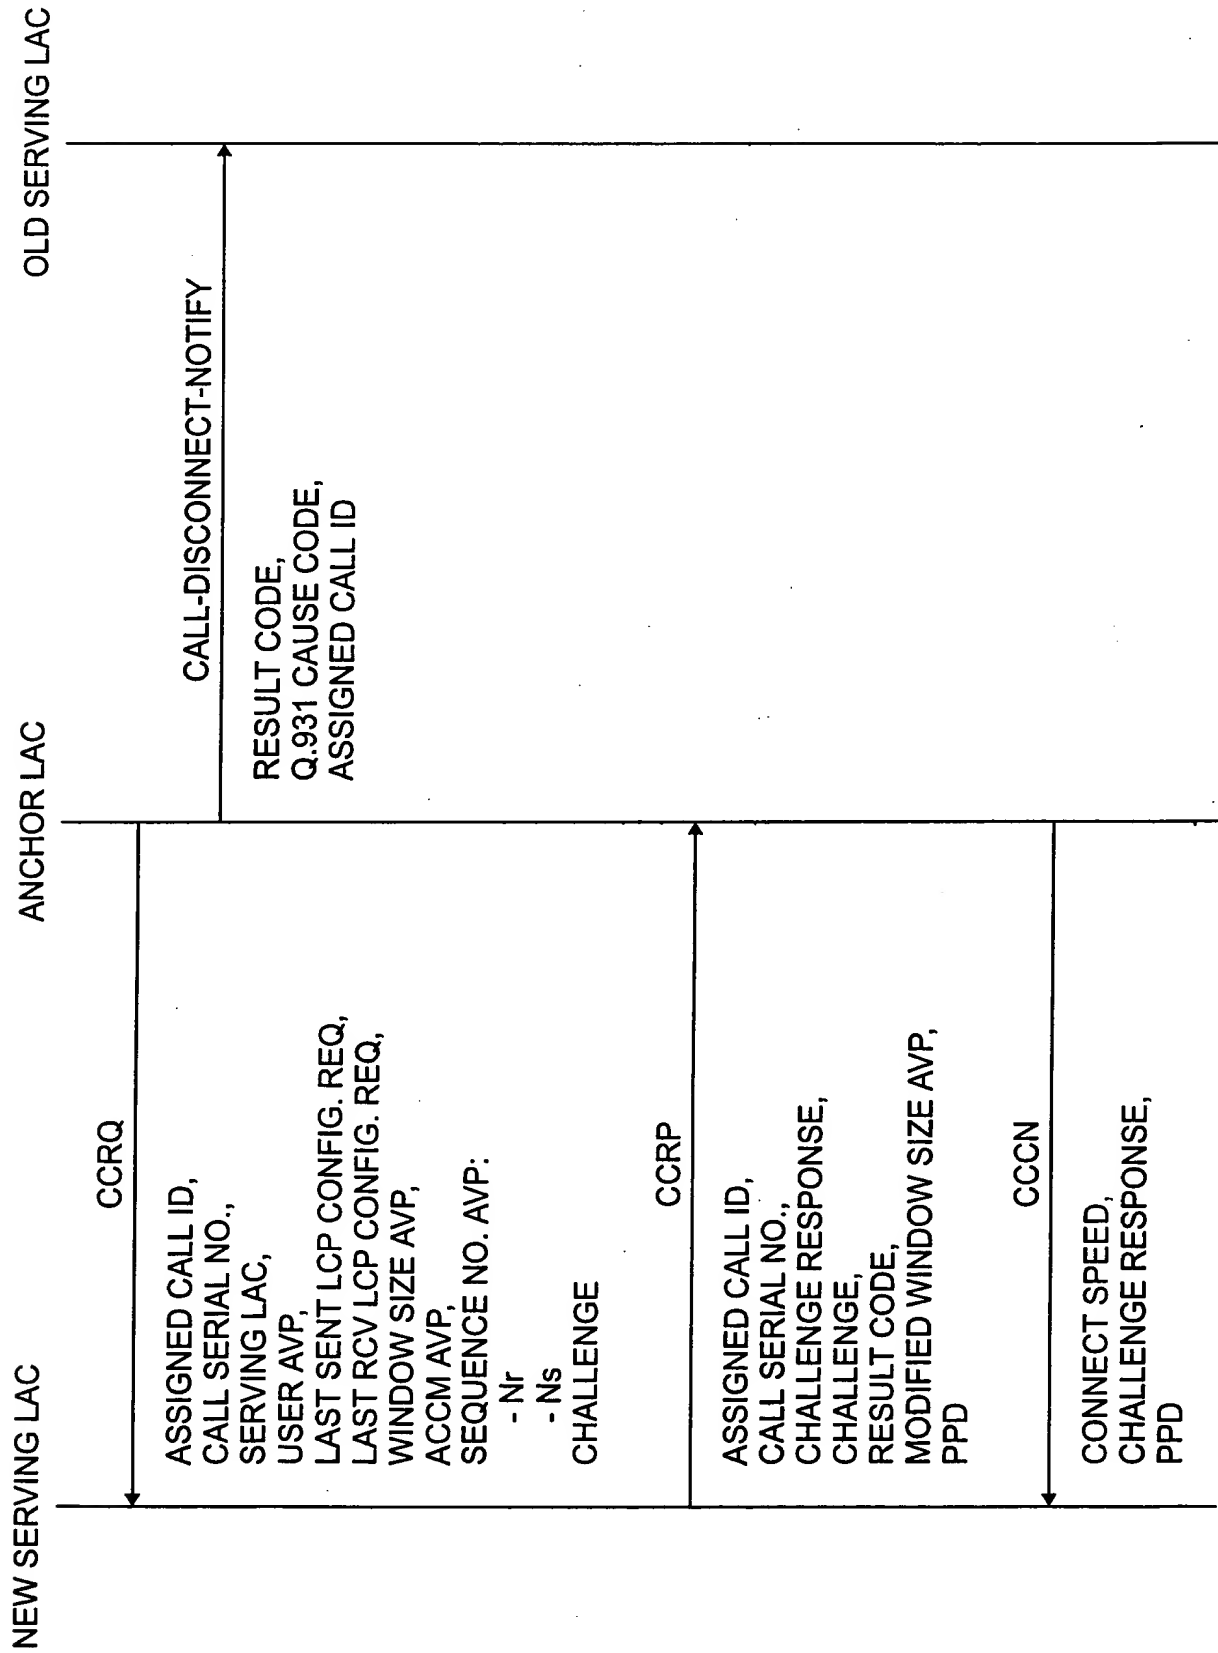 NEW SERVING LAC
ANCHOR LAC
OLD SERVING LAC
CCRQ
ASSIGNED CALL ID,
CALL SERIAL NO.,
SERVING LAC,
USER AVP,
LAST SENT LCP CONFIG. REQ,
LAST RCV LCP CONFIG. REQ,
WINDOW SIZE AVP,
ACCM AVP,
SEQUENCE NO. AVP:
- Nr
- Ns
CHALLENGE
CALL-DISCONNECT-NOTIFY
RESULT CODE,
Q.931 CAUSE CODE,
ASSIGNED CALL ID
CCRP
ASSIGNED CALL ID,
CALL SERIAL NO.,
CHALLENGE RESPONSE,
CHALLENGE,
RESULT CODE,
MODIFIED WINDOW SIZE AVP,
PPD
CCCN
CONNECT SPEED,
CHALLENGE RESPONSE,
PPD